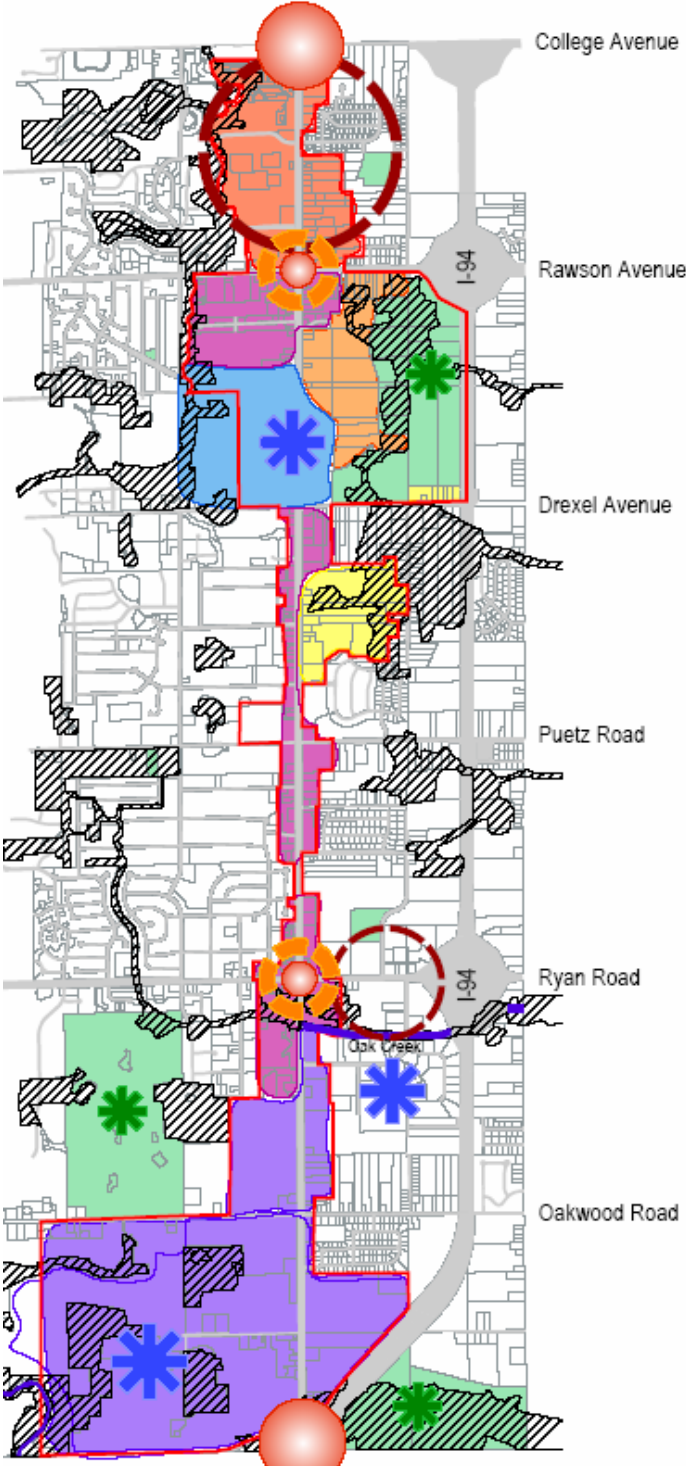 College Avenue
I-94
Rawson Avenue
Drexel Avenue
Puetz Road
I-94
Ryan Road
Oak Creek
Oakwood Road